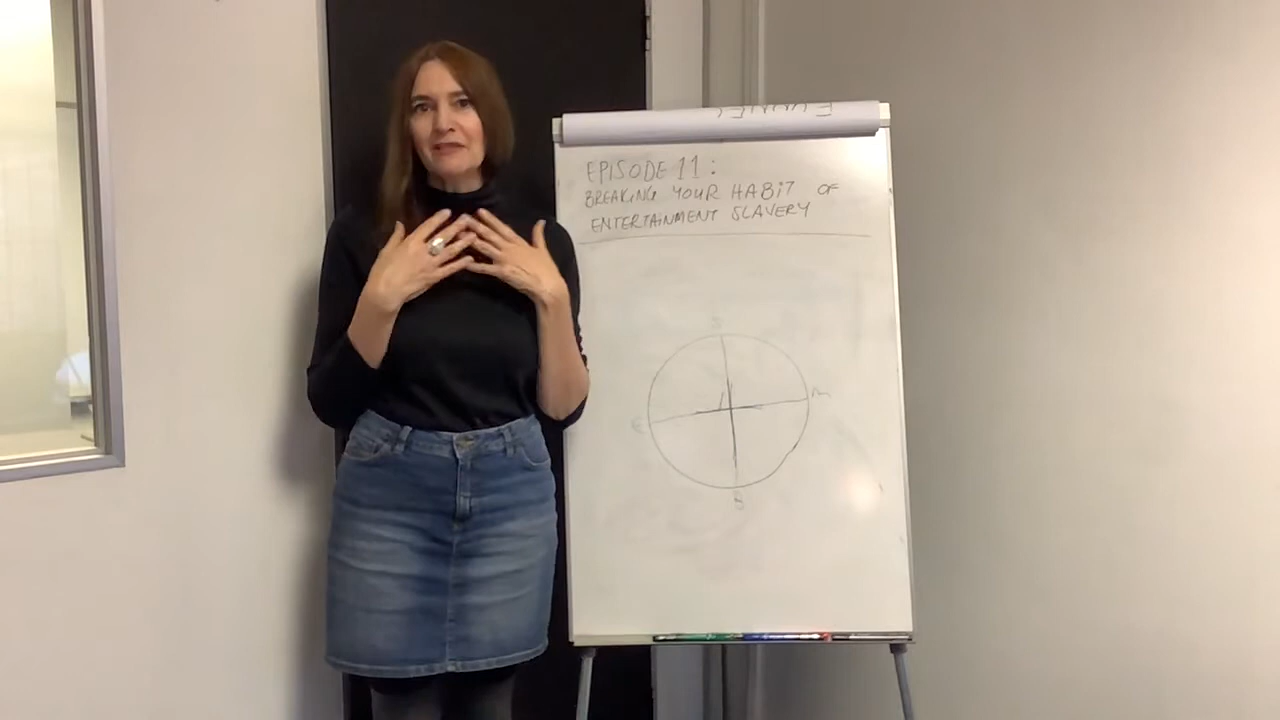 EPISODE 11:
BREAKING YOUR HABIT OF
ENTERTAINMENT SLAVERY
S
M
E
B